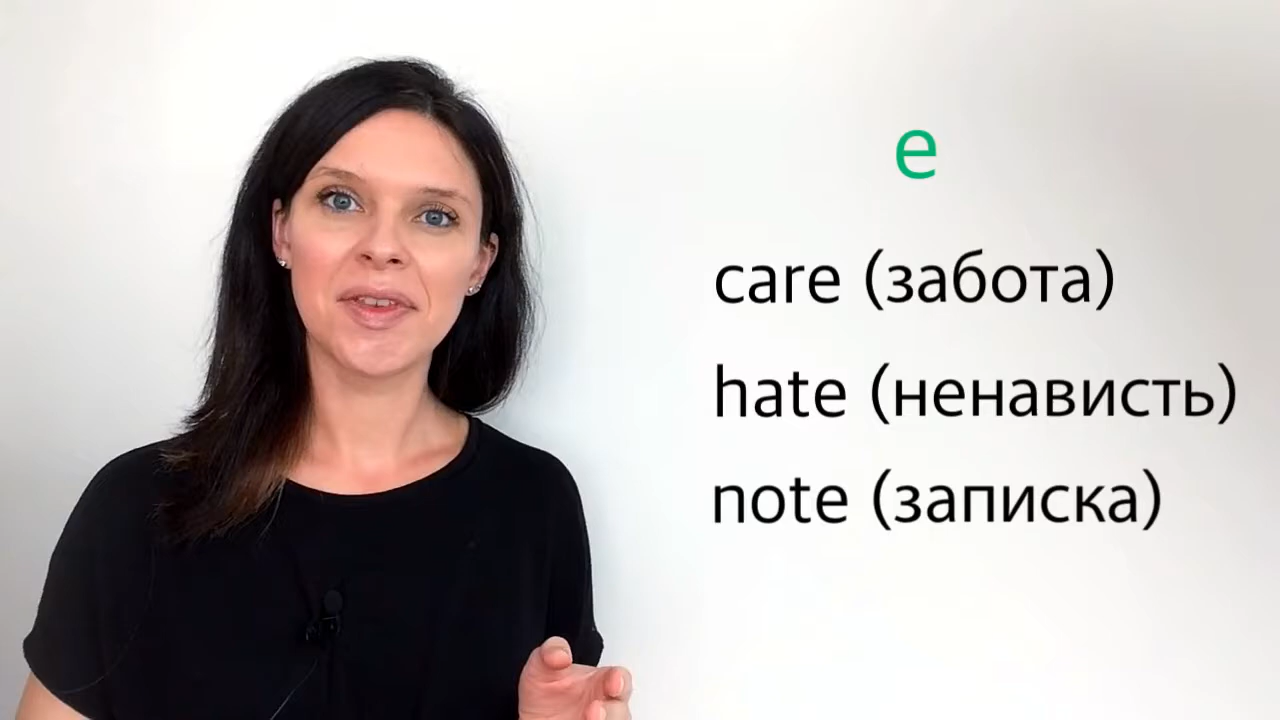 e
care (забота)
hate (ненависть)
note (записка)